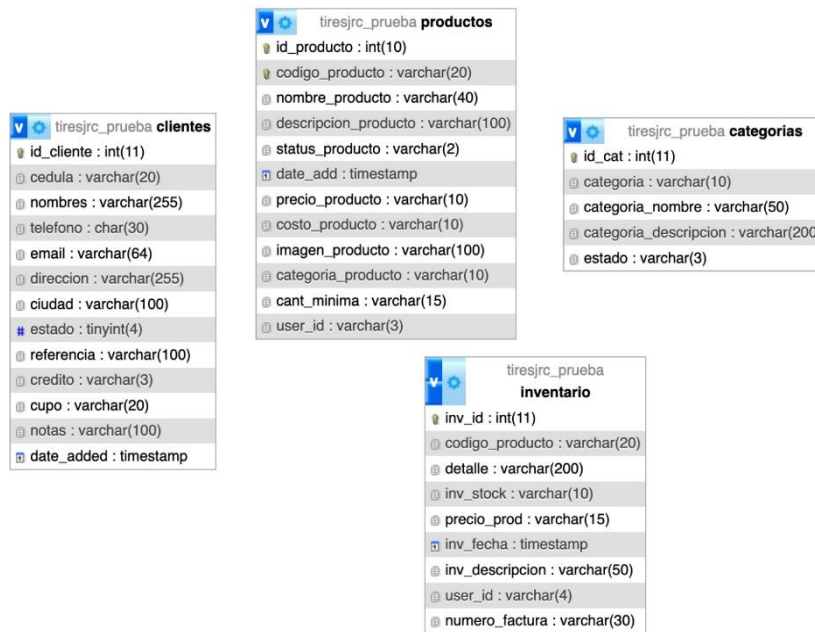 tiresjrc_prueba clientes
id_cliente : int(11)
cedula : varchar(20)
nombres : varchar(255)
telefono : char(30)
email : varchar(64)
direccion : varchar(255)
ciudad : varchar(100)
# estado : tinyint(4)
referencia : varchar(100)
credito : varchar(3)
cupo : varchar(20)
notas : varchar(100)
date_added : timestamp
tiresjrc_prueba productos
id_producto : int(10)
codigo_producto : varchar(20)
nombre_producto : varchar(40)
descripcion_producto : varchar(100)
status_producto : varchar(2)
date_add : timestamp
precio_producto : varchar(10)
costo_producto : varchar(10)
imagen_producto : varchar(100)
categoria_producto : varchar(10)
cant_minima : varchar(15)
user_id : varchar(3)
tiresjrc_prueba categorias
id_cat : int(11)
categoria : varchar(10)
categoria_nombre : varchar(50)
categoria_descripcion : varchar(200
estado : varchar(3)
tiresjrc_prueba
inventario
inv_id : int(11)
codigo_producto : varchar(20)
detalle : varchar(200)
inv_stock : varchar(10)
precio_prod : varchar(15)
inv_fecha : timestamp
inv_descripcion : varchar(50)
user_id : varchar(4)
numero_factura : varchar(30)